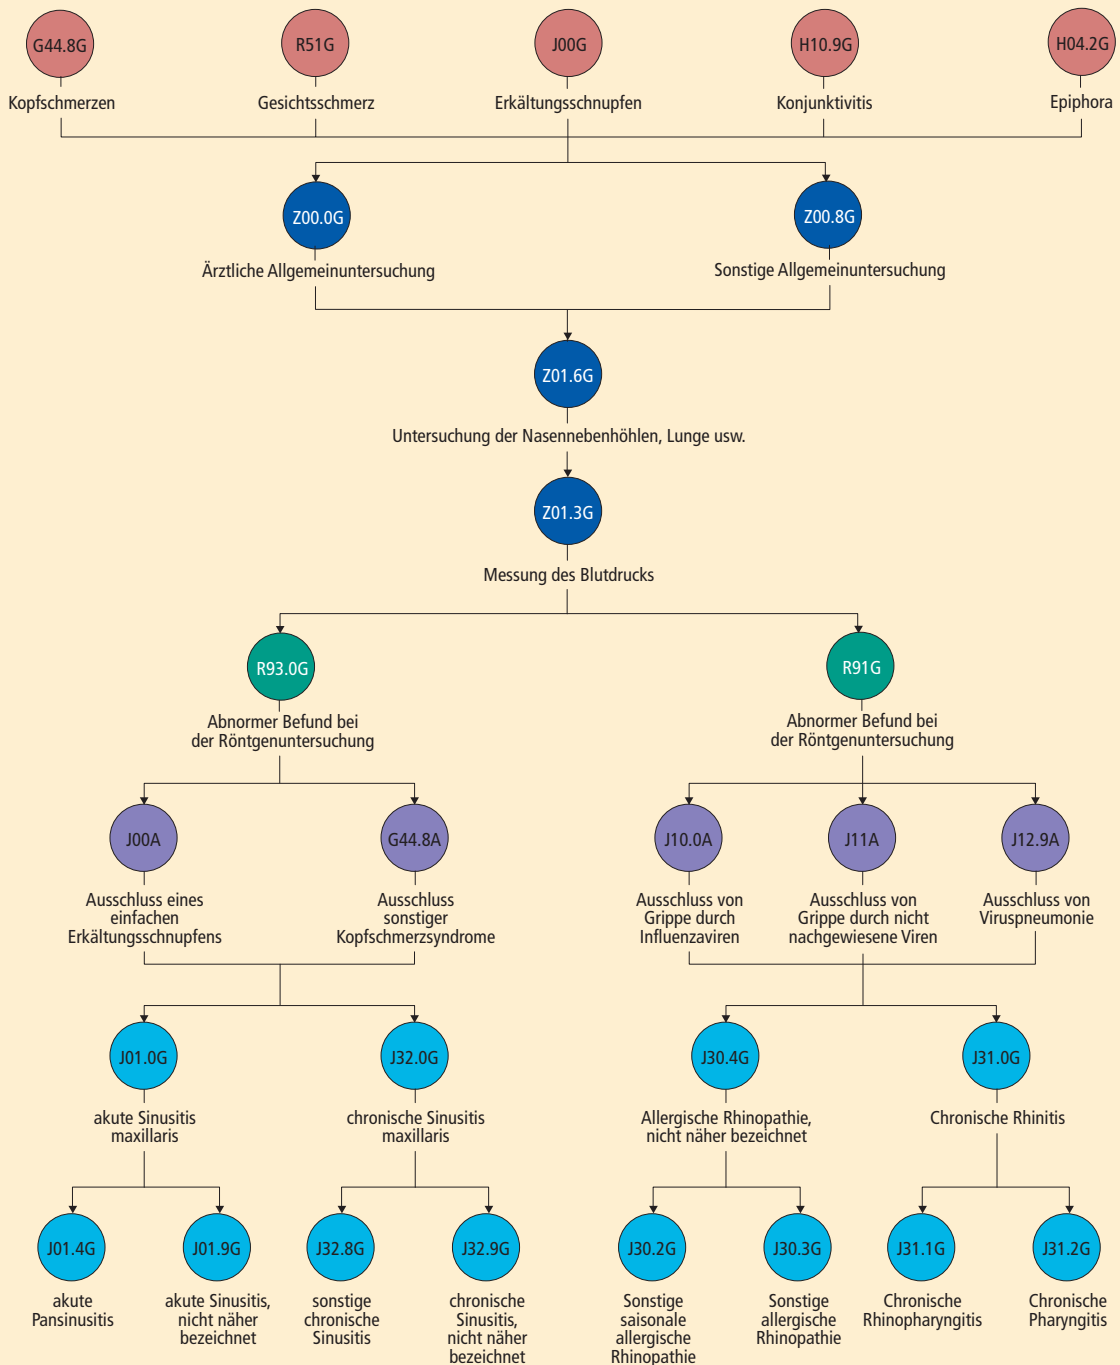 G44.8G
R51G
J00G
H10.9G
H04.2G
Kopfschmerzen
Gesichtsschmerz
Erkältungsschnupfen
Konjunktivitis
Epiphora
Z00.0G
Z00.8G
Ärztliche Allgemeinuntersuchung
Sonstige Allgemeinuntersuchung
Z01.6G
Untersuchung der Nasennebenhöhlen, Lunge usw.
Z01.3G
Messung des Blutdrucks
R93.0G
R91G
Abnormer Befund bei
der Röntgenuntersuchung
Abnormer Befund bei
der Röntgenuntersuchung
J00A
G44.8A
J10.0A
J11A
J12.9A
Ausschluss eines
einfachen
Erkältungsschnupfens
Ausschluss
sonstiger
Kopfschmerzsyndrome
Ausschluss von
Grippe durch
Influenzaviren
Ausschluss von
Grippe durch nicht
nachgewiesene Viren
Ausschluss von
Viruspneumonie
J01.0G
J32.0G
J30.4G
J31.0G
akute Sinusitis
maxillaris
chronische Sinusitis
maxillaris
Allergische Rhinopathie,
nicht näher bezeichnet
Chronische Rhinitis
J01.4G
J01.9G
J32.8G
J32.9G
J30.2G
J30.3G
J31.1G
J31.2G
akute
Pansinusitis
akute Sinusitis,
nicht näher
bezeichnet
sonstige
chronische
Sinusitis
chronische
Sinusitis,
nicht näher
bezeichnet
Sonstige
saisonale
allergische
Rhinopathie
Sonstige
allergische
Rhinopathie
Chronische
Rhinopharyngitis
Chronische
Pharyngitis